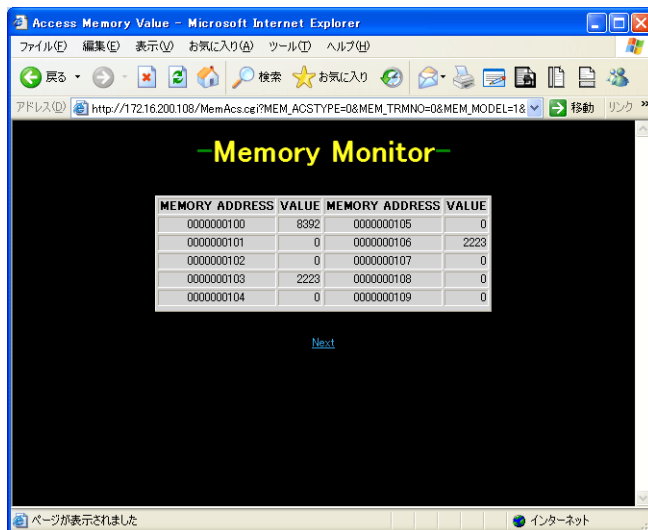 Access Memory Value - Microsoft Internet Explorer
ファイル(F) 編集(E) 表示(V) お気に入り(A) ツール(T) ヘルプ(H)
戻る 検索 お気に入り
アドレス(D) http://172.16.200.108/MemAcs.cgi?MEM_ACSTYPE=0&MEM_TRMNO=0&MEM_MODEL=1& 移動 リンク »
-Memory Monitor-
MEMORY ADDRESS VALUE MEMORY ADDRESS VALUE
0000000100 8392 0000000105 0
0000000101 0 0000000106 2223
0000000102 0 0000000107 0
0000000103 2223 0000000108 0
0000000104 0 0000000109 0
Next
ページが表示されました インターネット